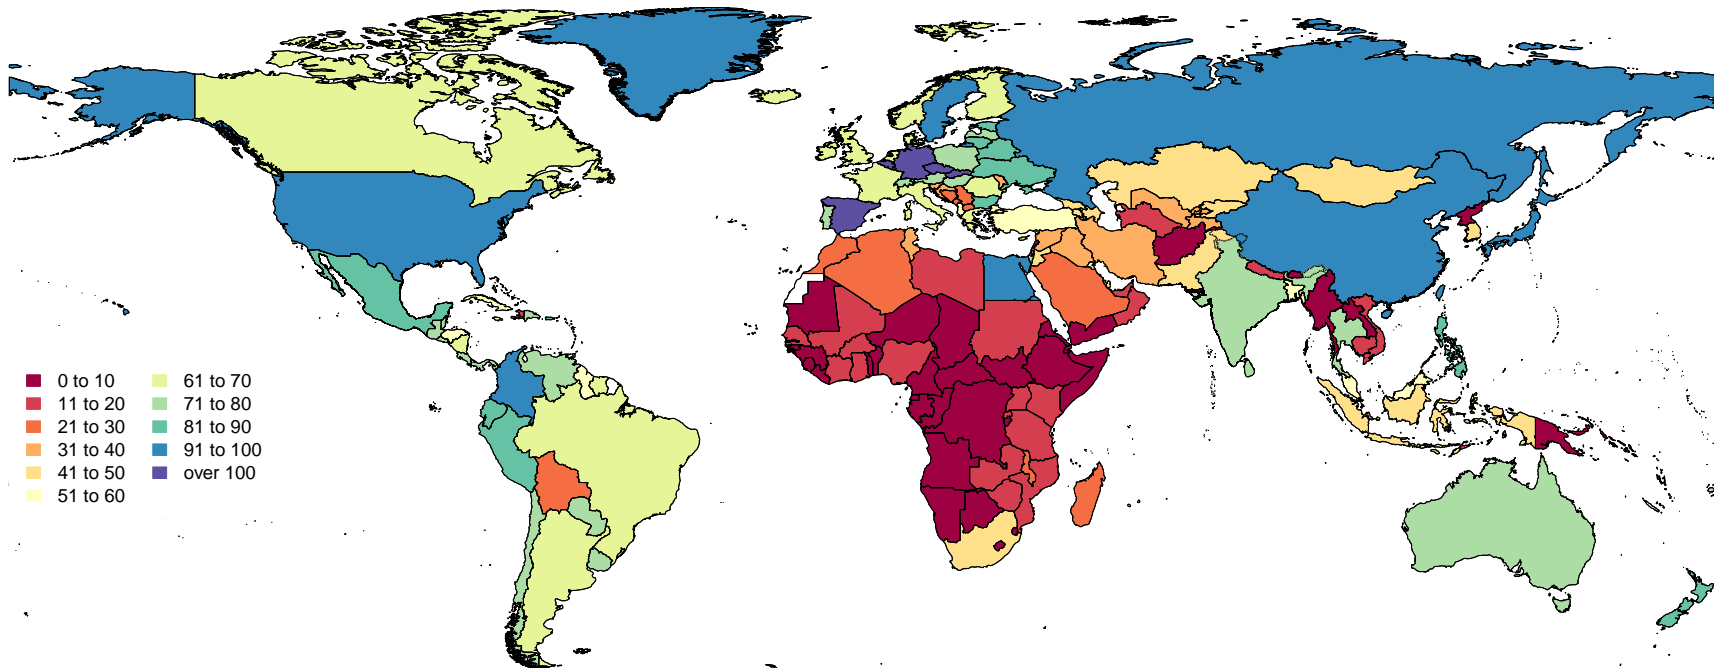 0 to 10
11 to 20
21 to 30
31 to 40
41 to 50
51 to 60
61 to 70
71 to 80
81 to 90
91 to 100
over 100